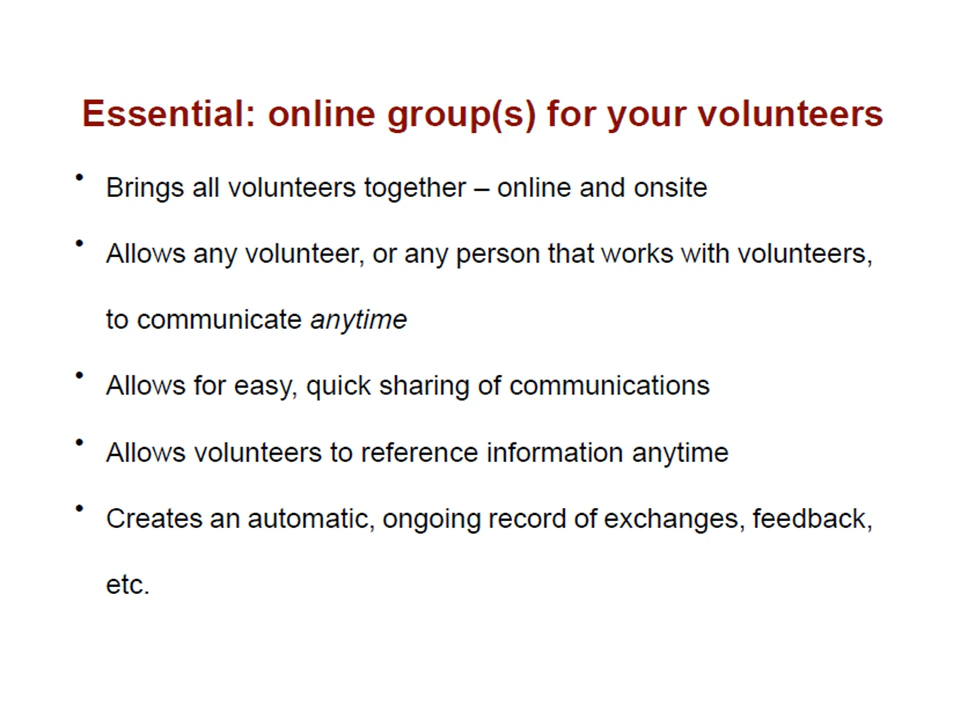 Essential: online group(s) for your volunteers
• Brings all volunteers together – online and onsite
• Allows any volunteer, or any person that works with volunteers,
to communicate anytime
• Allows for easy, quick sharing of communications
• Allows volunteers to reference information anytime
• Creates an automatic, ongoing record of exchanges, feedback,
etc.